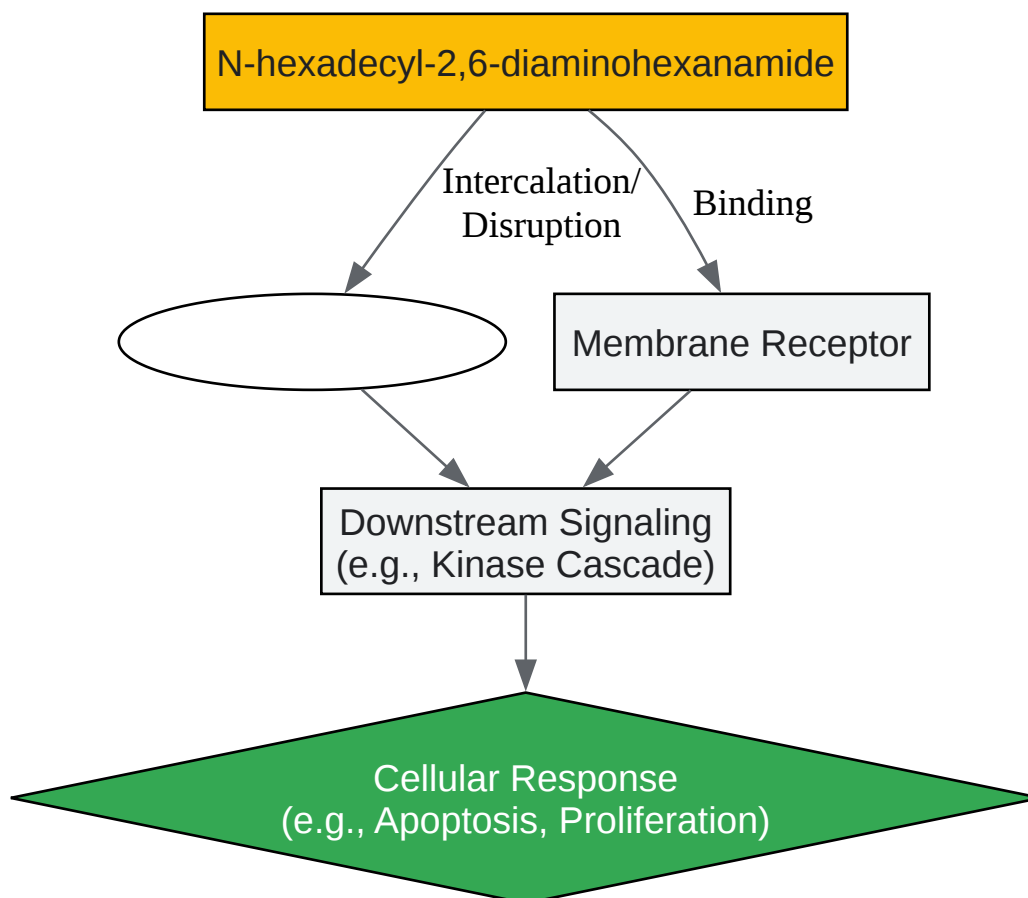 N-hexadecyl-2,6-diaminohexanamide
Intercalation/
Disruption
Binding
Membrane Receptor
Downstream Signaling
(e.g., Kinase Cascade)
Cellular Response
(e.g., Apoptosis, Proliferation)